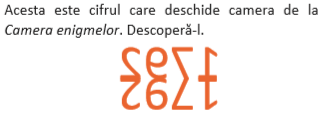 Acesta este cifrul care deschide camera de la
Camera enigmelor. Descoperă-l.